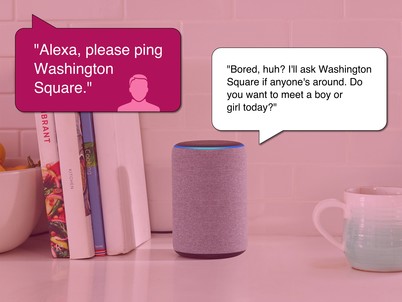 "Alexa, please ping
Washington
Square."
"Bored, huh? I'll ask Washington
Square if anyone's around. Do
you want to meet a boy or
girl today?"
BRANT